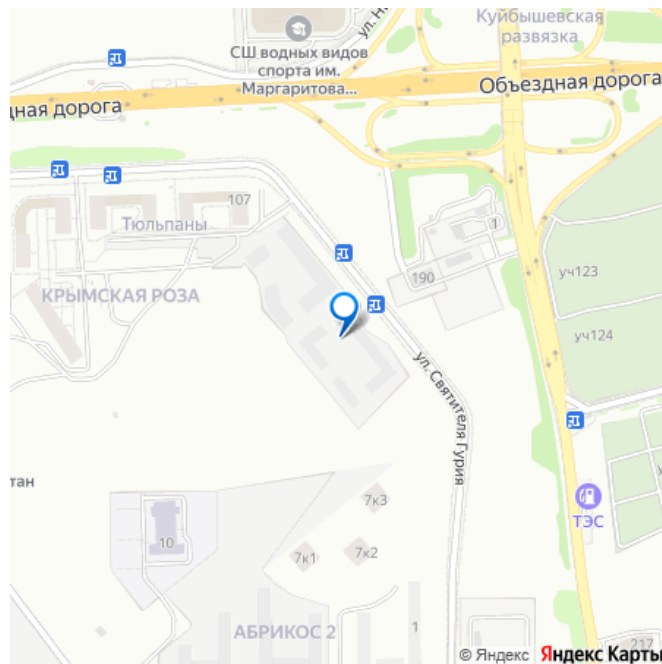 Куйбышевская
развязка
ул. Н
СШ водных видов
спорта им.
Маргаритова...
Объездная дорога
дная дорога
107
Тюльпаны
1
190
уч123
КРЫМСКАЯ РОЗА
уч124
ул. Святителя Гурия
тан
7к3
ТЭС
10
7к1
7к2
АБРИКОС 2
1
217
© Яндекс Яндекс Карты